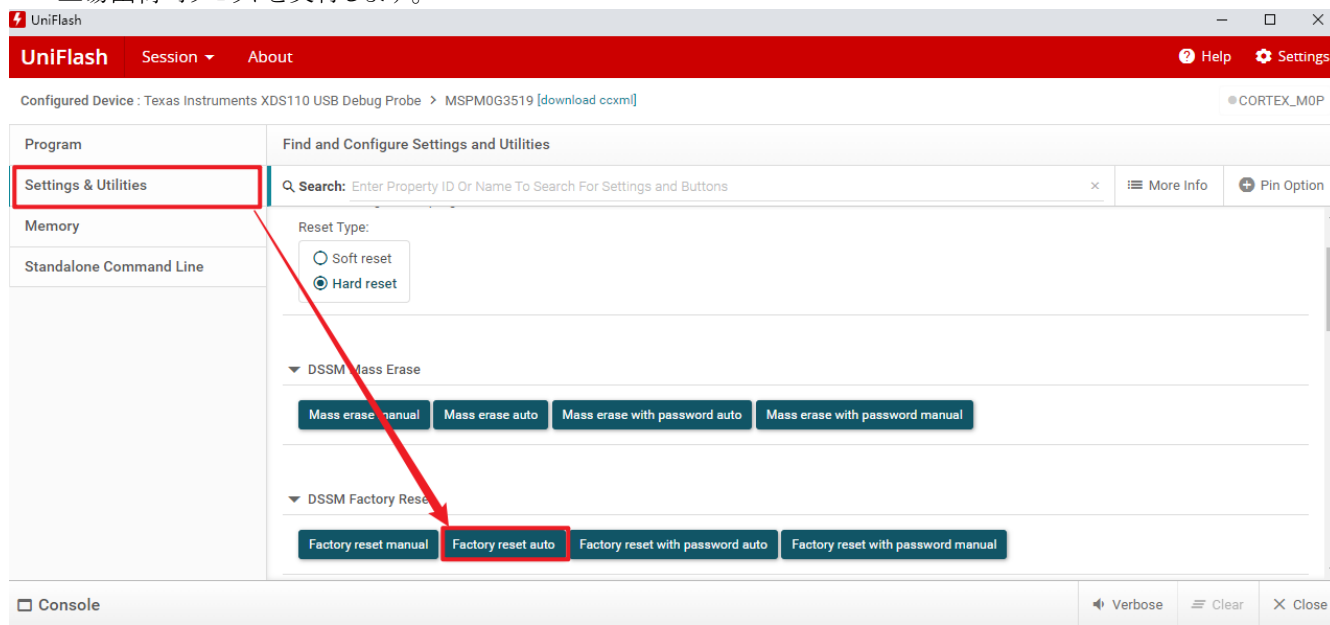 UniFlash
UniFlash Session About Help Settings
Configured Device : Texas Instruments XDS110 USB Debug Probe > MSPM0G3519 [download ccxml] CORTEX_M0P
Program
Settings & Utilities
Memory
Standalone Command Line
Find and Configure Settings and Utilities
Search: Enter Property ID Or Name To Search For Settings and Buttons × More Info Pin Option
Reset Type:
Soft reset
Hard reset
DSSM Mass Erase
Mass erase manual Mass erase auto Mass erase with password auto Mass erase with password manual
DSSM Factory Reset
Factory reset manual Factory reset auto Factory reset with password auto Factory reset with password manual
Console Verbose Clear Close